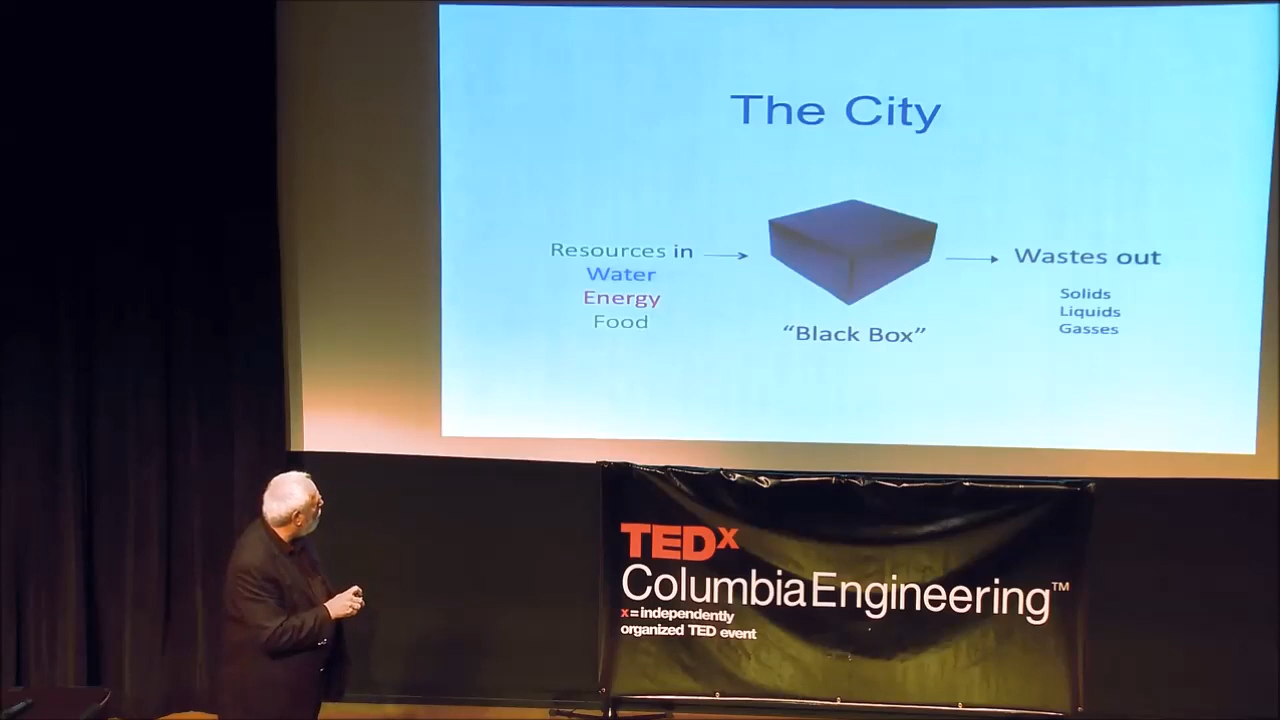 The City
Resources in
Water
Energy
Food
“Black Box”
Wastes out
Solids
Liquids
Gasses
TEDx
ColumbiaEngineering™
x = independently
organized TED event